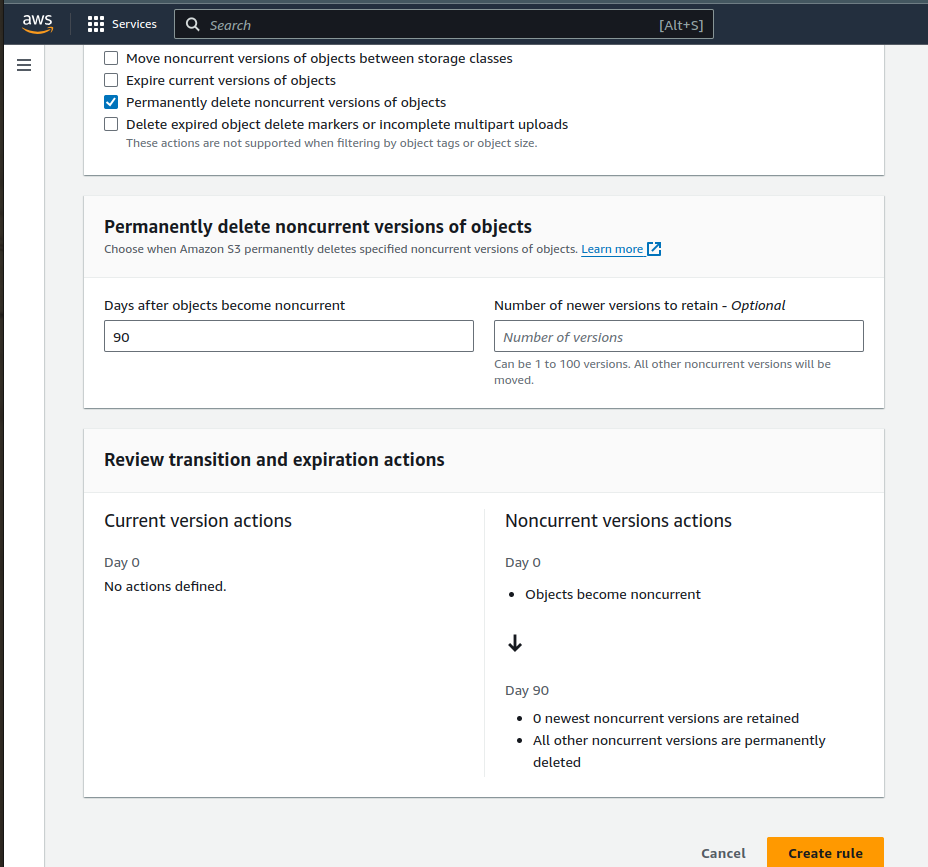 aws Services Search [Alt+S]
Move noncurrent versions of objects between storage classes
Expire current versions of objects
Permanently delete noncurrent versions of objects
Delete expired object delete markers or incomplete multipart uploads
These actions are not supported when filtering by object tags or object size.
Permanently delete noncurrent versions of objects
Choose when Amazon S3 permanently deletes specified noncurrent versions of objects. Learn more
Days after objects become noncurrent
90
Number of newer versions to retain - Optional
Number of versions
Can be 1 to 100 versions. All other noncurrent versions will be
moved.
Review transition and expiration actions
Current version actions
Day 0
No actions defined.
Noncurrent versions actions
Day 0
• Objects become noncurrent
Day 90
• 0 newest noncurrent versions are retained
• All other noncurrent versions are permanently
deleted
Cancel Create rule